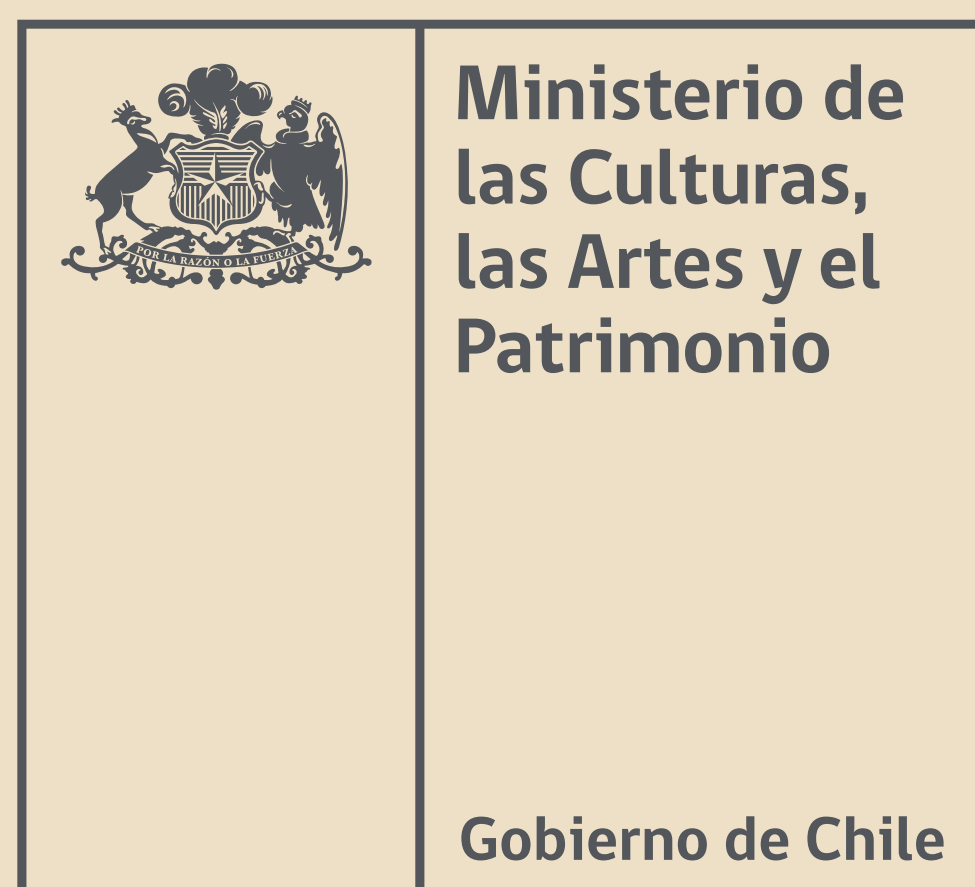 POR LA RAZÓN O LA FUERZA
Ministerio de
las Culturas,
las Artes y el
Patrimonio
Gobierno de Chile